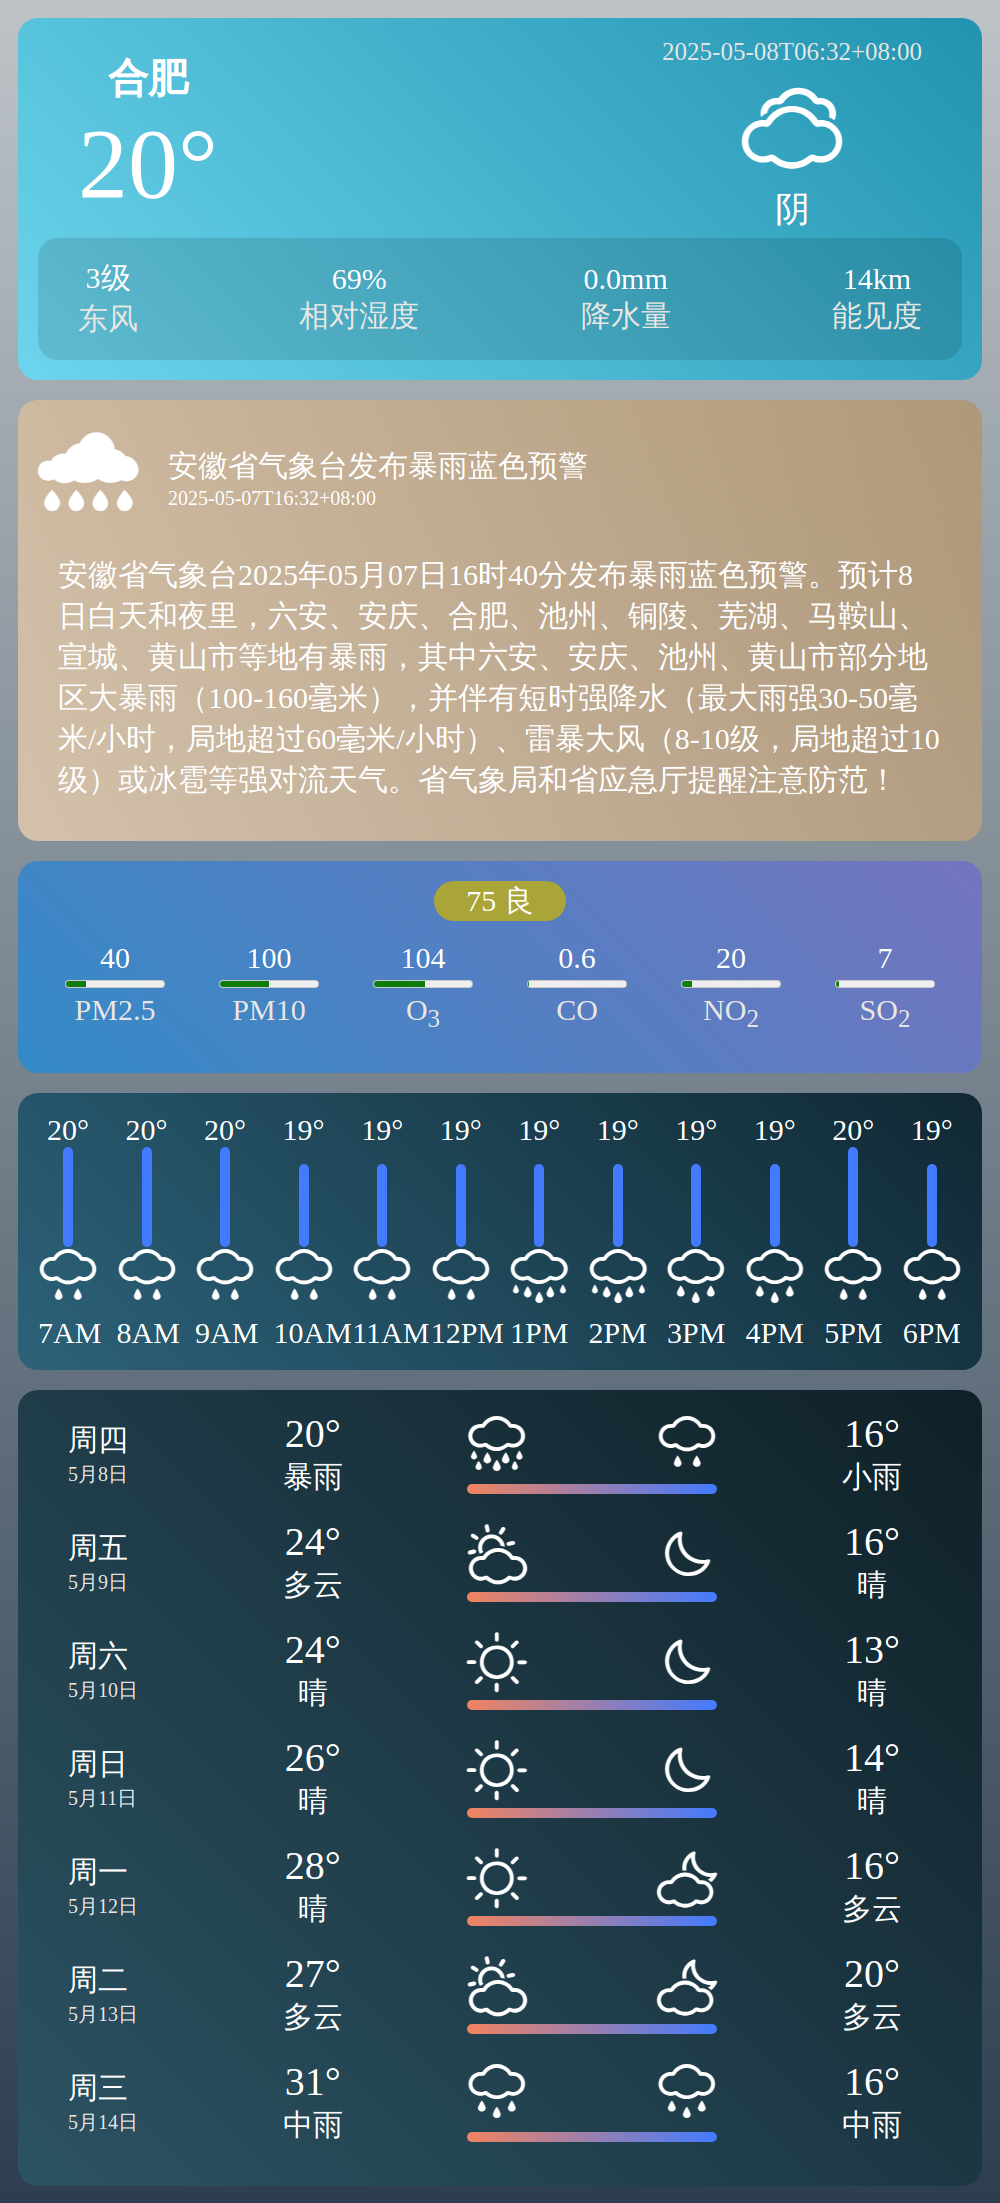 合肥
20°
2025-05-08T06:32+08:00
阴
3级 69% 0.0mm 14km
东风 相对湿度 降水量 能见度
安徽省气象台发布暴雨蓝色预警
2025-05-07T16:32+08:00
安徽省气象台2025年05月07日16时40分发布暴雨蓝色预警。预计8
日白天和夜里，六安、安庆、合肥、池州、铜陵、芜湖、马鞍山、
宣城、黄山市等地有暴雨，其中六安、安庆、池州、黄山市部分地
区大暴雨（100-160毫米），并伴有短时强降水（最大雨强30-50毫
米/小时，局地超过60毫米/小时）、雷暴大风（8-10级，局地超过10
级）或冰雹等强对流天气。省气象局和省应急厅提醒注意防范！
75 良
40 100 104 0.6 20 7
PM2.5 PM10 O3 CO NO2 SO2
20° 20° 20° 19° 19° 19° 19° 19° 19° 19° 20° 19°
7AM 8AM 9AM 10AM 11AM 12PM 1PM 2PM 3PM 4PM 5PM 6PM
周四 20° 16°
5月8日 暴雨 小雨
周五 24° 16°
5月9日 多云 晴
周六 24° 13°
5月10日 晴 晴
周日 26° 14°
5月11日 晴 晴
周一 28° 16°
5月12日 晴 多云
周二 27° 20°
5月13日 多云 多云
周三 31° 16°
5月14日 中雨 中雨